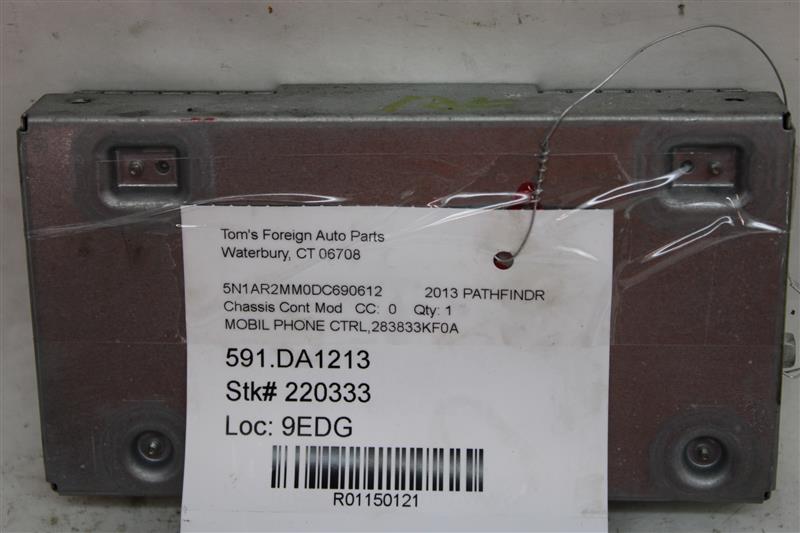 Tom's Foreign Auto Parts
Waterbury, CT 06708
5N1AR2MM0DC690612 2013 PATHFINDR
Chassis Cont Mod CC: 0 Qty: 1
MOBIL PHONE CTRL,283833KF0A
591.DA1213
Stk# 220333
Loc: 9EDG
R01150121